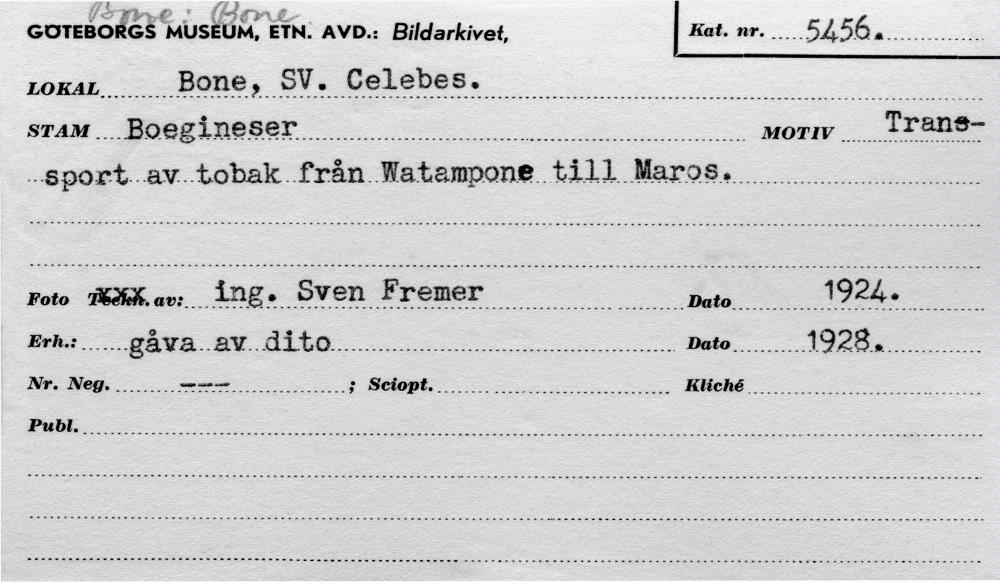 Bone: Bone
GÖTEBORGS MUSEUM, ETN. AVD.: Bildarkivet, Kat. nr. 5456.
LOKAL Bone, SV. Celebes.
STAM Boegineser MOTIV Trans-
sport av tobak från Watampone till Maros.
Foto Teckn. av: ing. Sven Fremer Dato 1924.
Erh.: gåva av dito Dato 1928.
Nr. Neg. --- ; Sciopt. Kliché
Publ.